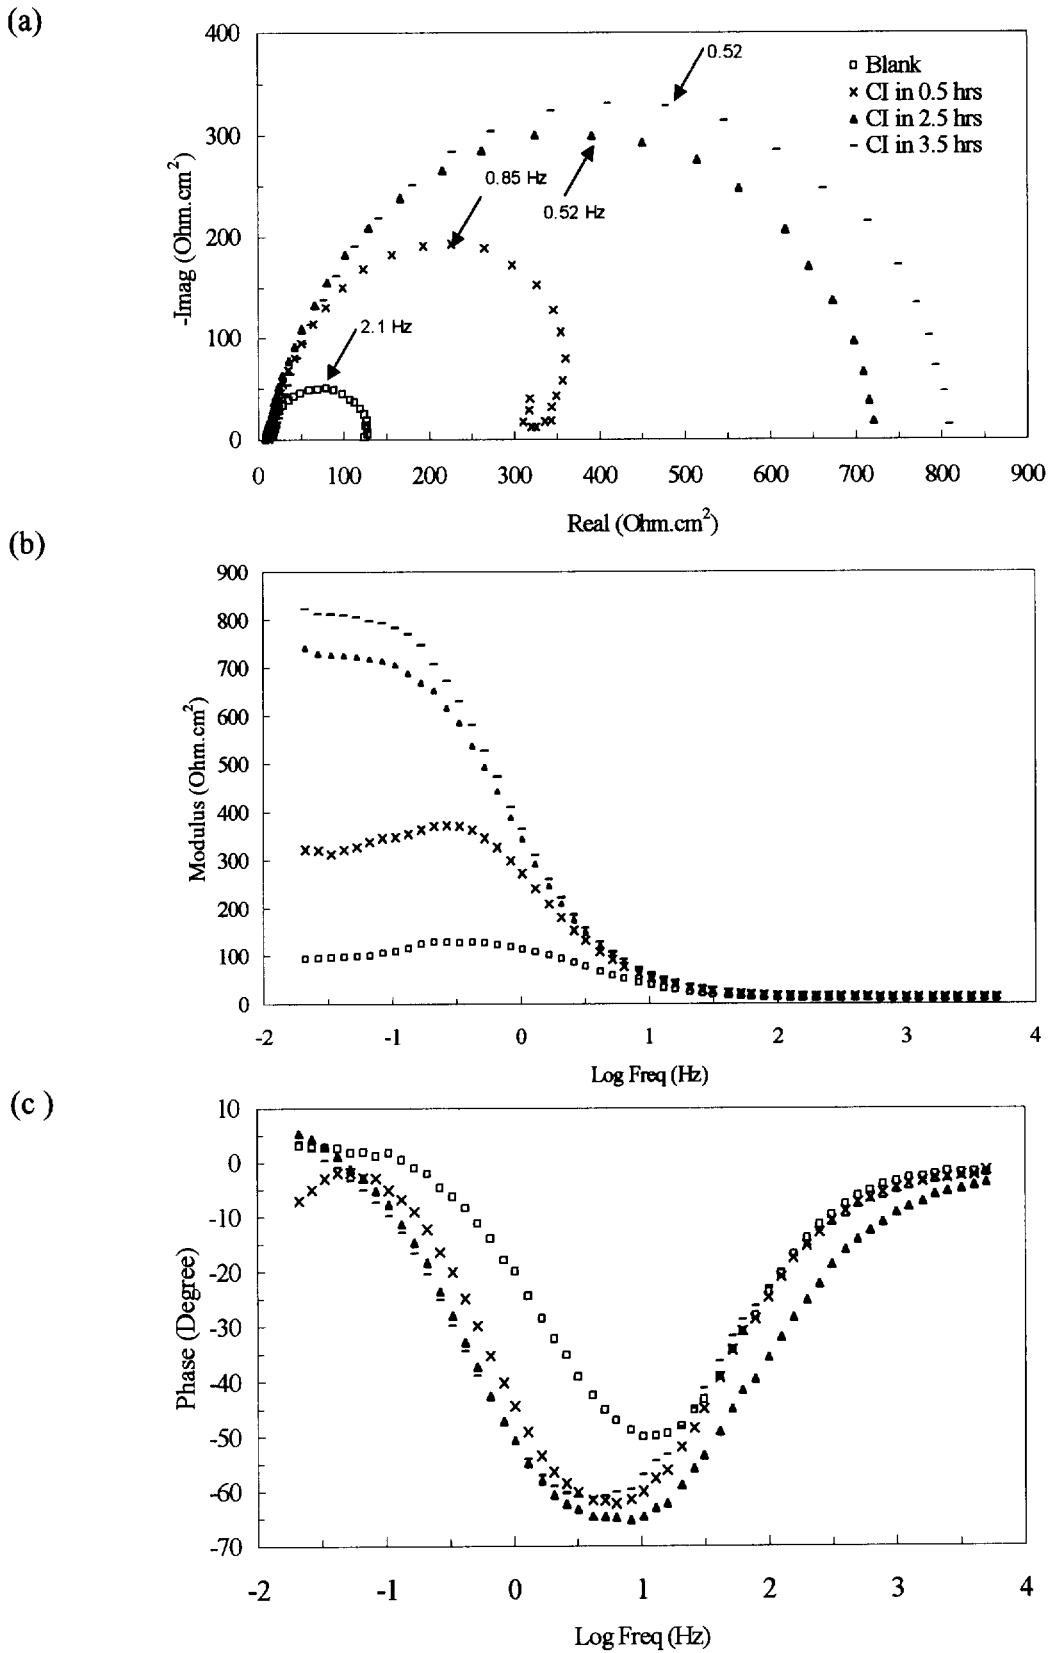 (a)
400
300
200
100
0
-Imag (Ohm.cm²)
0.52
0.85 Hz
0.52 Hz
2.1 Hz
Blank
CI in 0.5 hrs
CI in 2.5 hrs
CI in 3.5 hrs
0 100 200 300 400 500 600 700 800 900
Real (Ohm.cm²)
(b)
900
800
700
600
500
400
300
200
100
0
Modulus (Ohm.cm²)
-2 -1 0 1 2 3 4
Log Freq (Hz)
(c )
10
0
-10
-20
-30
-40
-50
-60
-70
Phase (Degree)
-2 -1 0 1 2 3 4
Log Freq (Hz)